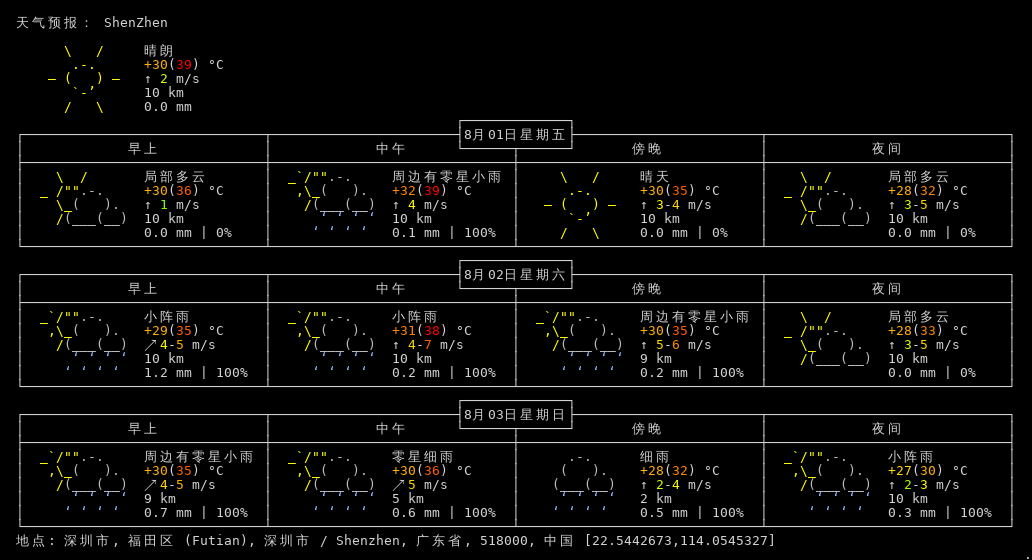 天气预报： ShenZhen
晴朗
+30(39) °C
↑ 2 m/s
10 km
0.0 mm
8月01日星期五
早上 中午 傍晚 夜间
局部多云 周边有零星小雨 晴天 局部多云
+30(36) °C +32(39) °C +30(35) °C +28(32) °C
↑ 1 m/s ↑ 4 m/s ↑ 3-4 m/s ↑ 3-5 m/s
10 km 10 km 10 km 10 km
0.0 mm | 0% 0.1 mm | 100% 0.0 mm | 0% 0.0 mm | 0%
8月02日星期六
早上 中午 傍晚 夜间
小阵雨 小阵雨 周边有零星小雨 局部多云
+29(35) °C +31(38) °C +30(35) °C +28(33) °C
↗ 4-5 m/s ↑ 4-7 m/s ↑ 5-6 m/s ↑ 3-5 m/s
10 km 10 km 9 km 10 km
1.2 mm | 100% 0.2 mm | 100% 0.2 mm | 100% 0.0 mm | 0%
8月03日星期日
早上 中午 傍晚 夜间
周边有零星小雨 零星细雨 细雨 小阵雨
+30(35) °C +30(36) °C +28(32) °C +27(30) °C
↗ 4-5 m/s ↗ 5 m/s ↑ 2-4 m/s ↑ 2-3 m/s
9 km 5 km 2 km 10 km
0.7 mm | 100% 0.6 mm | 100% 0.5 mm | 100% 0.3 mm | 100%
地点: 深圳市, 福田区 (Futian), 深圳市 / Shenzhen, 广东省, 518000, 中国 [22.5442673,114.0545327]